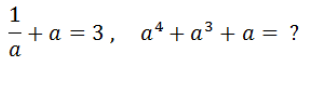 1/a + a = 3 ,   a⁴ + a³ + a = ?